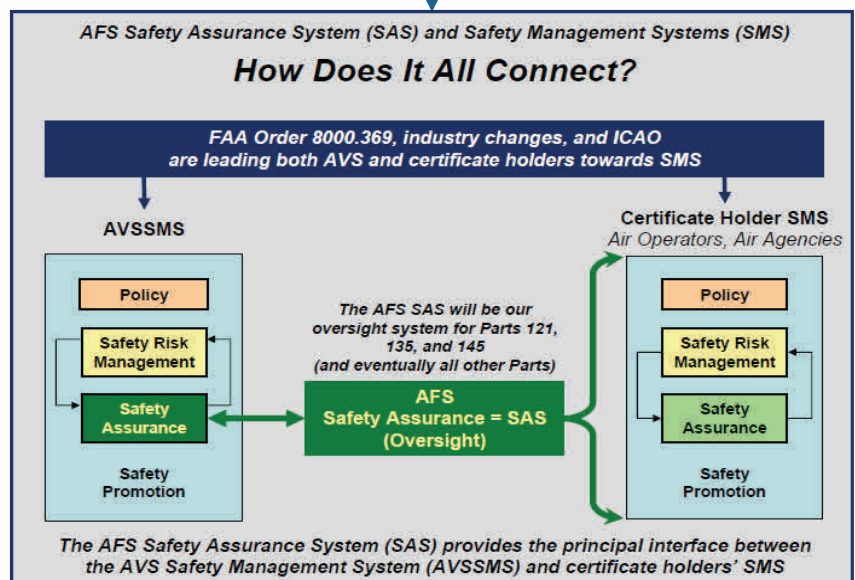 AFS Safety Assurance System (SAS) and Safety Management Systems (SMS)
How Does It All Connect?
FAA Order 8000.369, industry changes, and ICAO
are leading both AVS and certificate holders towards SMS
AVSSMS
Policy
Safety Risk
Management
Safety
Assurance
Safety
Promotion
The AFS SAS will be our
oversight system for Parts 121,
135, and 145
(and eventually all other Parts)
AFS
Safety Assurance = SAS
(Oversight)
Certificate Holder SMS
Air Operators, Air Agencies
Policy
Safety Risk
Management
Safety
Assurance
Safety
Promotion
The AFS Safety Assurance System (SAS) provides the principal interface between
the AVS Safety Management System (AVSSMS) and certificate holders' SMS